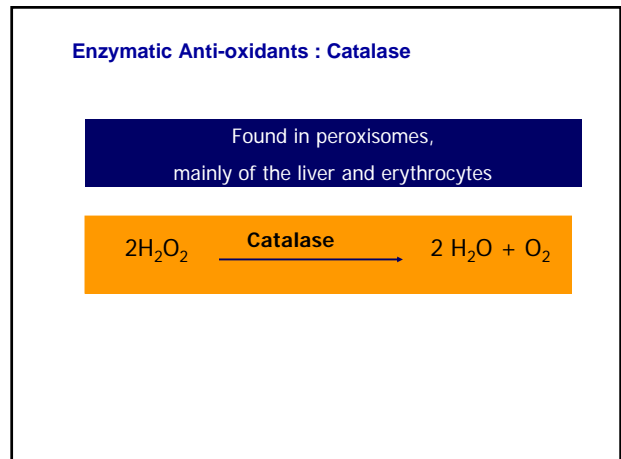 Enzymatic Anti-oxidants : Catalase
Found in peroxisomes,
mainly of the liver and erythrocytes
2H₂O₂ Catalase 2 H₂O + O₂